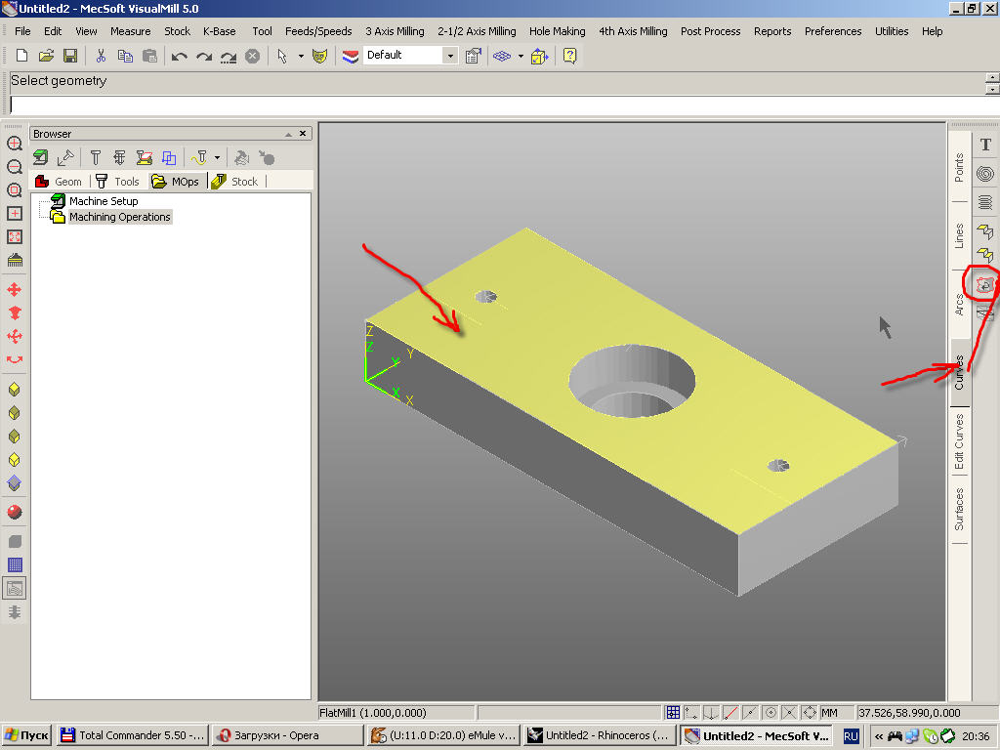 Untitled2 - MecSoft VisualMill 5.0
File Edit View Measure Stock K-Base Tool Feeds/Speeds 3 Axis Milling 2-1/2 Axis Milling Hole Making 4th Axis Milling Post Process Reports Preferences Utilities Help
Default
Select geometry
Browser
Geom Tools MOps Stock
Machine Setup
Machining Operations
Z
Z
Y
Y
X
X
T
Points
Lines
Arcs
Curves
Edit Curves
Surfaces
FlatMill1 (1.000,0.000)
MM
37.526,58.990,0.000
Пуск
Total Commander 5.50 -...
Загрузки - Opera
(U:11.0 D:20.0) eMule v...
Untitled2 - Rhinoceros (...
Untitled2 - MecSoft V...
RU
«
20:36